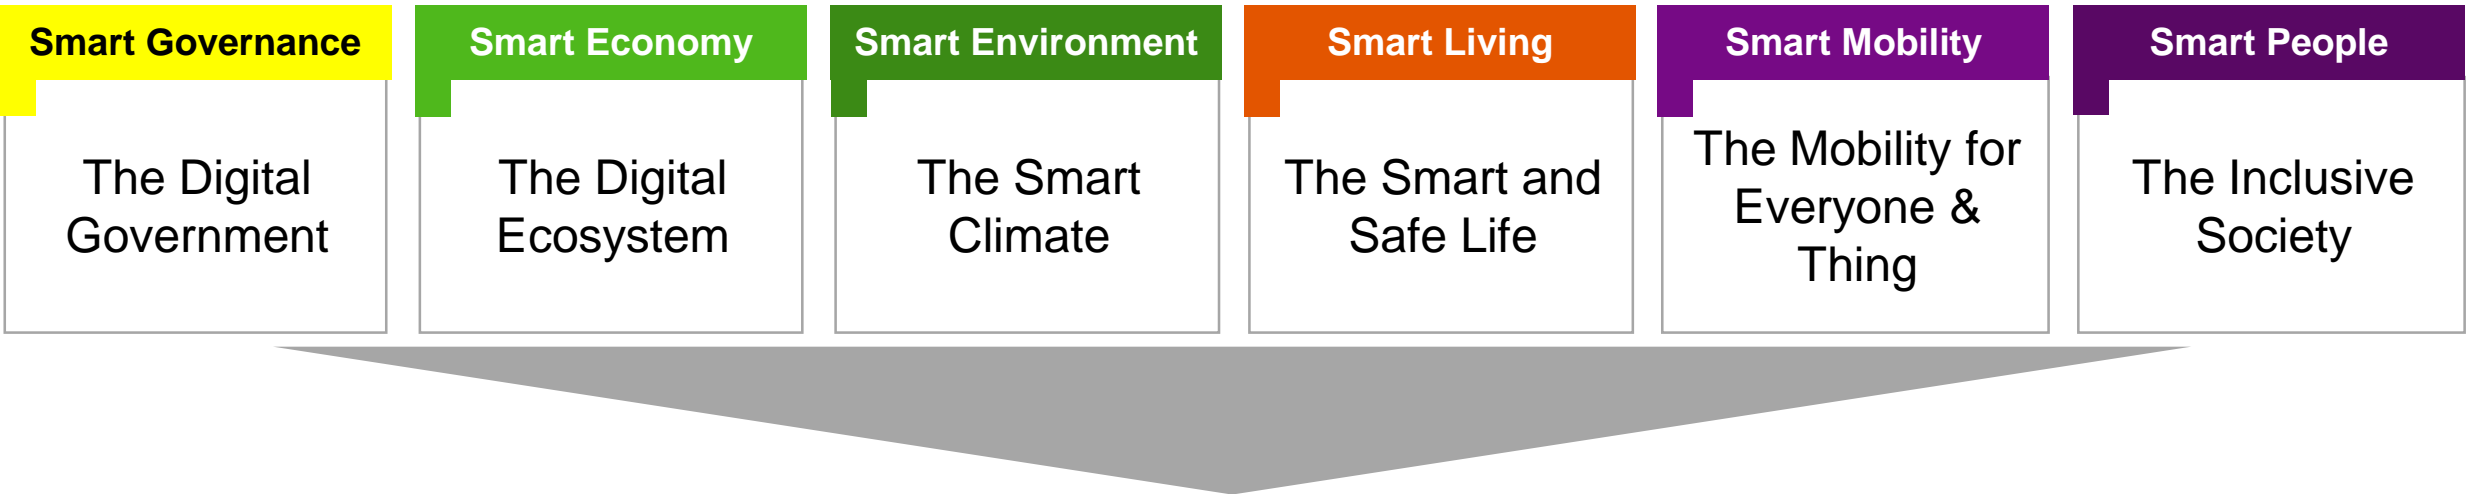 Smart Governance
Smart Economy
Smart Environment
Smart Living
Smart Mobility
Smart People
The Digital
Government
The Digital
Ecosystem
The Smart
Climate
The Smart and
Safe Life
The Mobility for
Everyone &
Thing
The Inclusive
Society